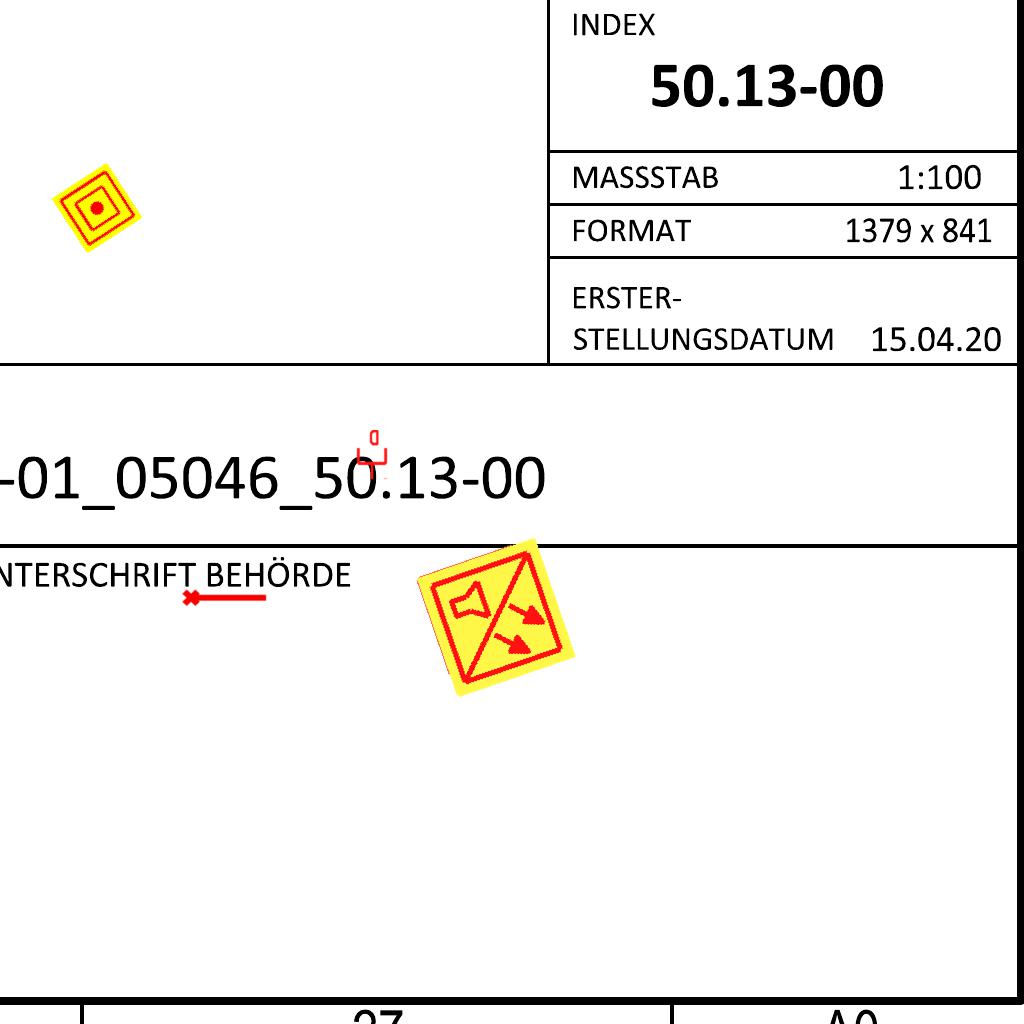 INDEX
50.13-00
MASSSTAB 1:100
FORMAT 1379 x 841
ERSTER-
STELLUNGSDATUM 15.04.20
-01_05046_50.13-00
NTERSCHRIFT BEHÖRDE